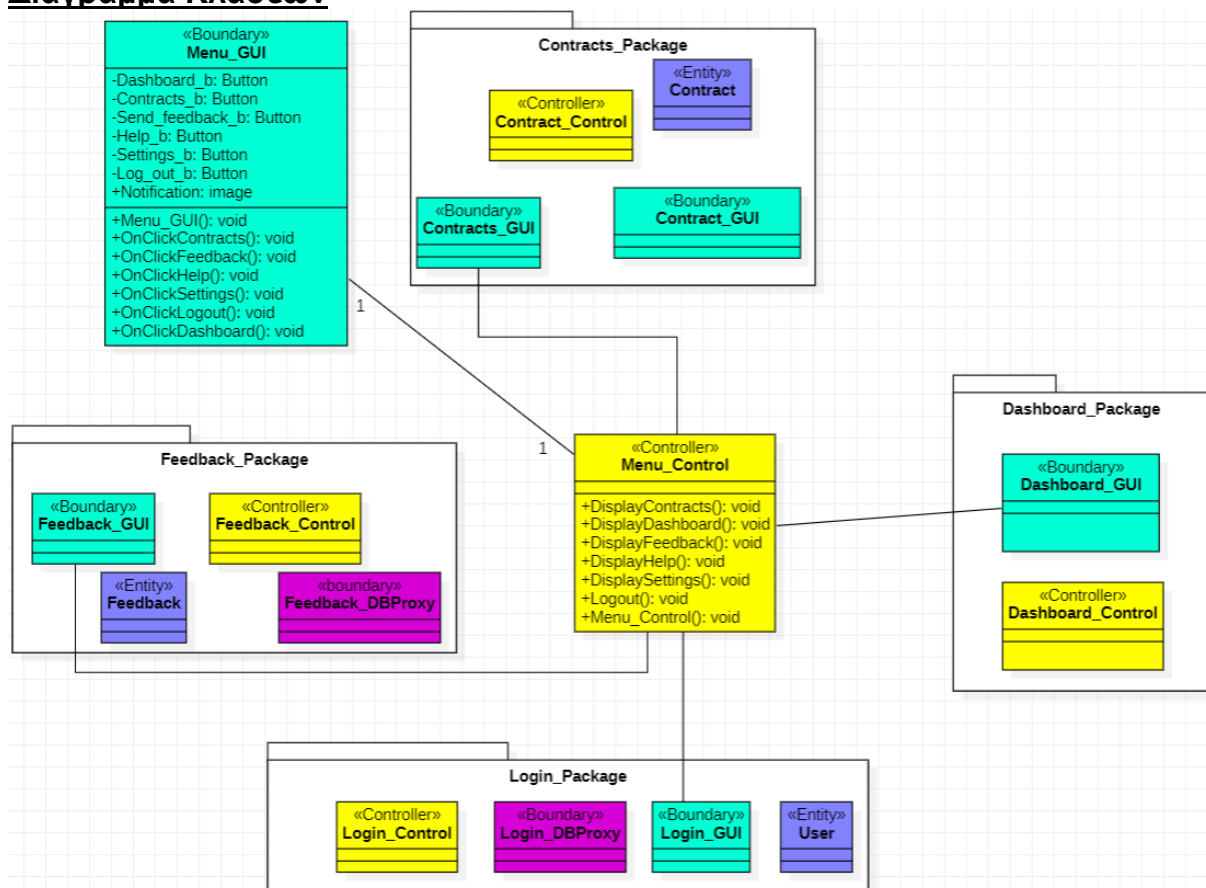 Διάγραμμα Κλάσεων
«Boundary»
Menu_GUI
-Dashboard_b: Button
-Contracts_b: Button
-Send_feedback_b: Button
-Help_b: Button
-Settings_b: Button
-Log_out_b: Button
+Notification: image
+Menu_GUI(): void
+OnClickContracts(): void
+OnClickFeedback(): void
+OnClickHelp(): void
+OnClickSettings(): void
+OnClickLogout(): void
+OnClickDashboard(): void
1
Contracts_Package
«Entity»
Contract
«Controller»
Contract_Control
«Boundary»
Contracts_GUI
«Boundary»
Contract_GUI
1
«Controller»
Menu_Control
+DisplayContracts(): void
+DisplayDashboard(): void
+DisplayFeedback(): void
+DisplayHelp(): void
+DisplaySettings(): void
+Logout(): void
+Menu_Control(): void
Dashboard_Package
«Boundary»
Dashboard_GUI
«Controller»
Dashboard_Control
Feedback_Package
«Boundary»
Feedback_GUI
«Controller»
Feedback_Control
«Entity»
Feedback
«boundary»
Feedback_DBProxy
Login_Package
«Controller»
Login_Control
«Boundary»
Login_DBProxy
«Boundary»
Login_GUI
«Entity»
User